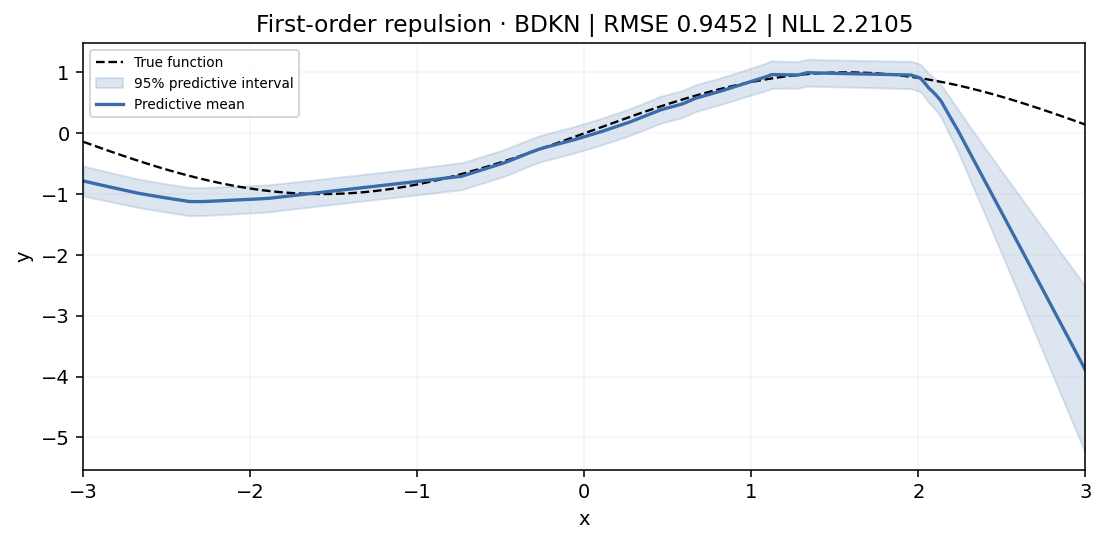 First-order repulsion · BDKN | RMSE 0.9452 | NLL 2.2105
True function
95% predictive interval
Predictive mean
1
0
−1
−2
−3
−4
−5
y
−3 −2 −1 0 1 2 3
x